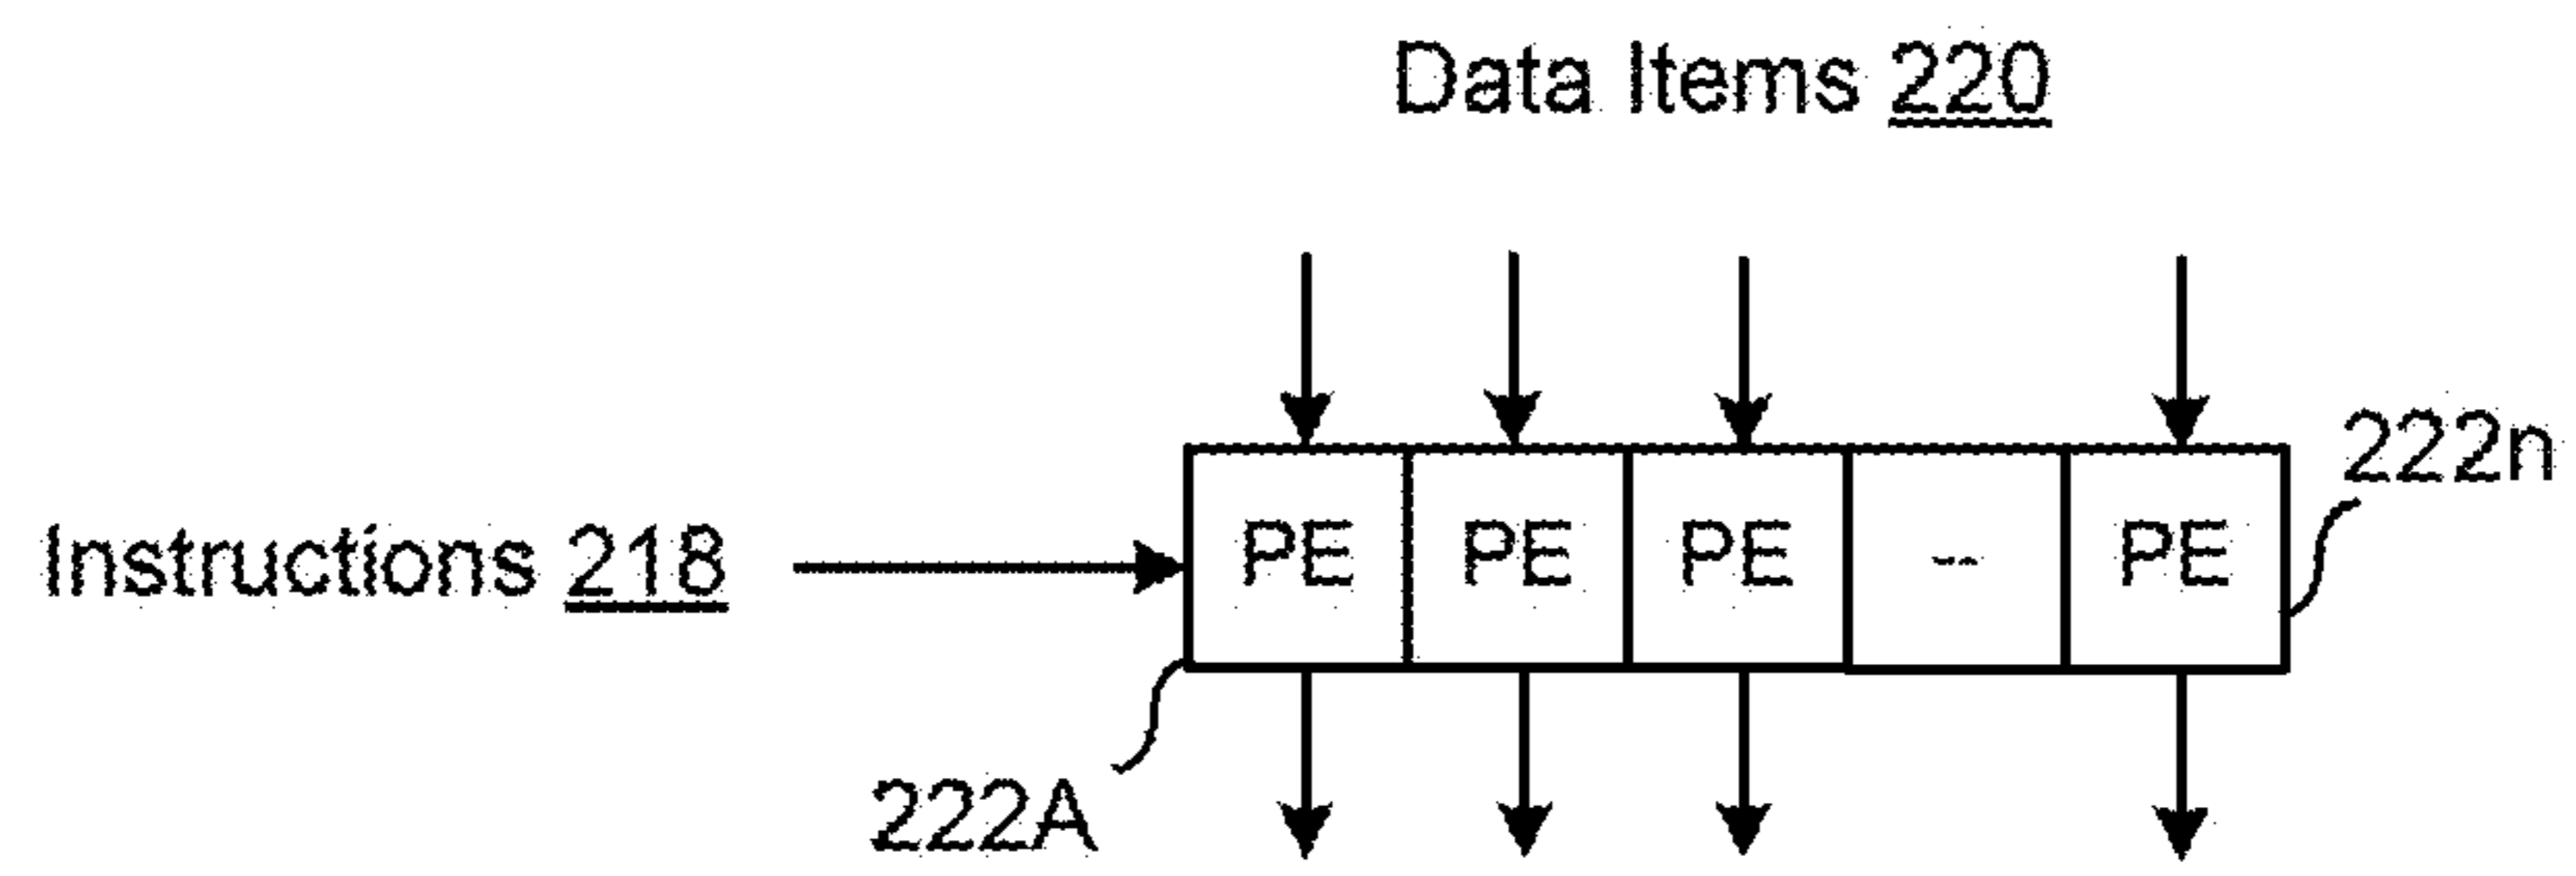 Data Items 220
222n
Instructions 218
PE PE PE -- PE
222A